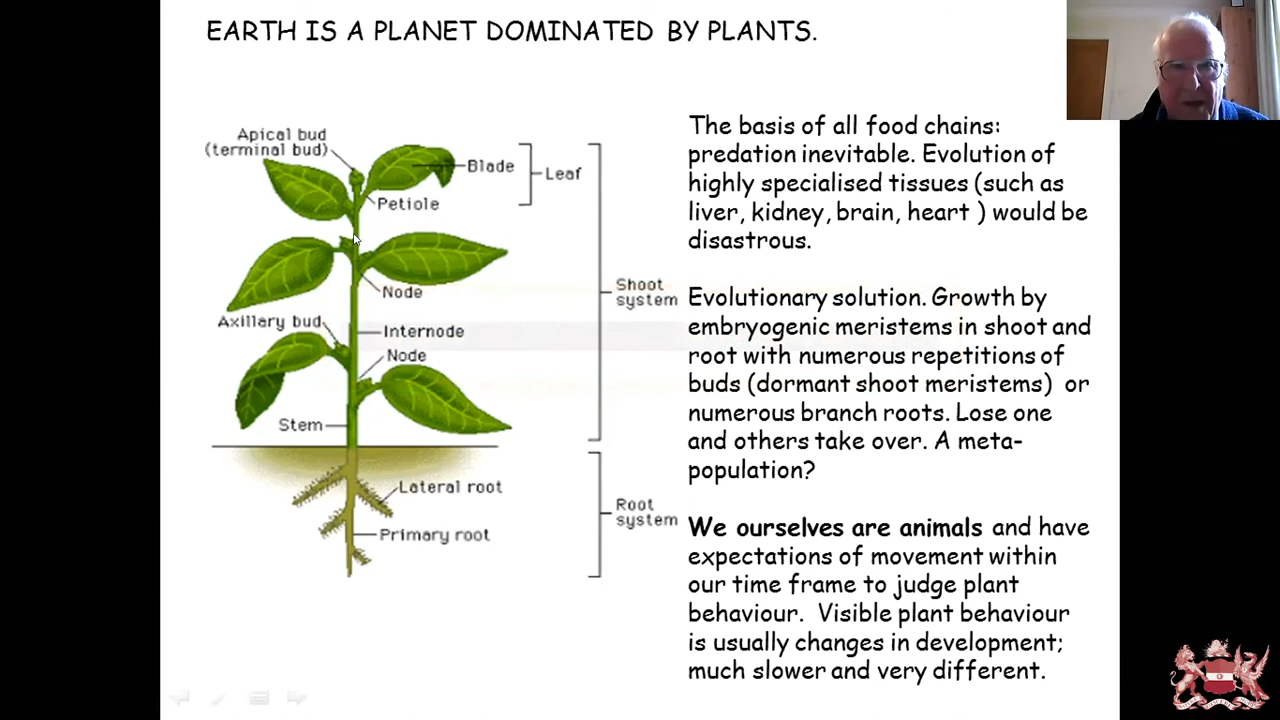 EARTH IS A PLANET DOMINATED BY PLANTS.
Apical bud
(terminal bud)
Blade
Leaf
Petiole
Node
Shoot
system
Axillary bud
Internode
Node
Stem
Lateral root
Root
system
Primary root
The basis of all food chains:
predation inevitable. Evolution of
highly specialised tissues (such as
liver, kidney, brain, heart ) would be
disastrous.
Evolutionary solution. Growth by
embryogenic meristems in shoot and
root with numerous repetitions of
buds (dormant shoot meristems) or
numerous branch roots. Lose one
and others take over. A meta-
population?
We ourselves are animals and have
expectations of movement within
our time frame to judge plant
behaviour. Visible plant behaviour
is usually changes in development;
much slower and very different.